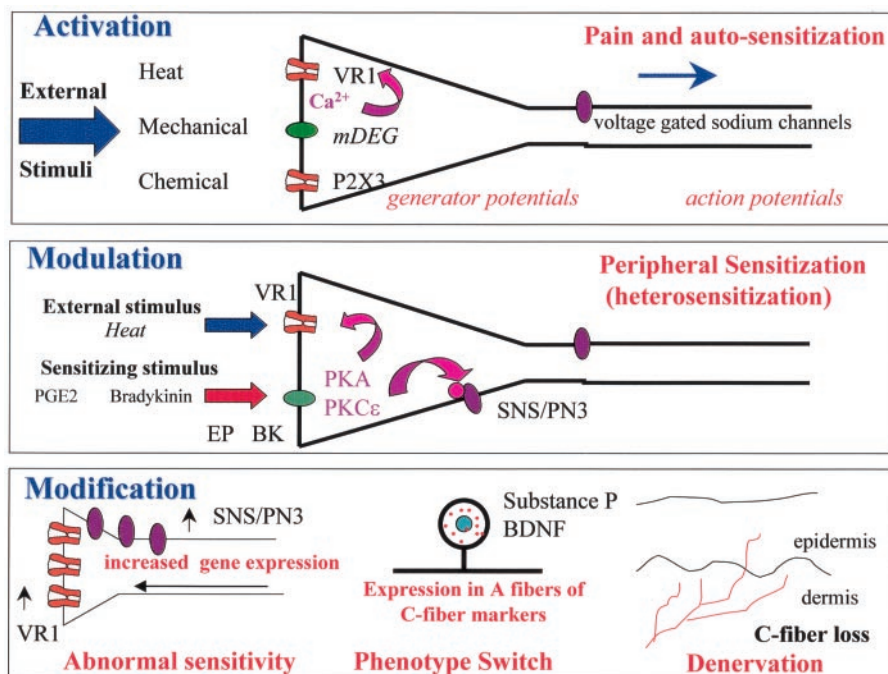 Activation
Pain and auto-sensitization
External
Stimuli
Heat
Mechanical
Chemical
VR1
Ca²⁺
mDEG
P2X3
voltage gated sodium channels
generator potentials
action potentials
Modulation
Peripheral Sensitization
(heterosensitization)
External stimulus
Heat
VR1
Sensitizing stimulus
PGE2 Bradykinin
EP BK
PKA
PKCε
SNS/PN3
Modification
SNS/PN3
increased gene expression
VR1
Abnormal sensitivity
Substance P
BDNF
Expression in A fibers of
C-fiber markers
Phenotype Switch
epidermis
dermis
C-fiber loss
Denervation